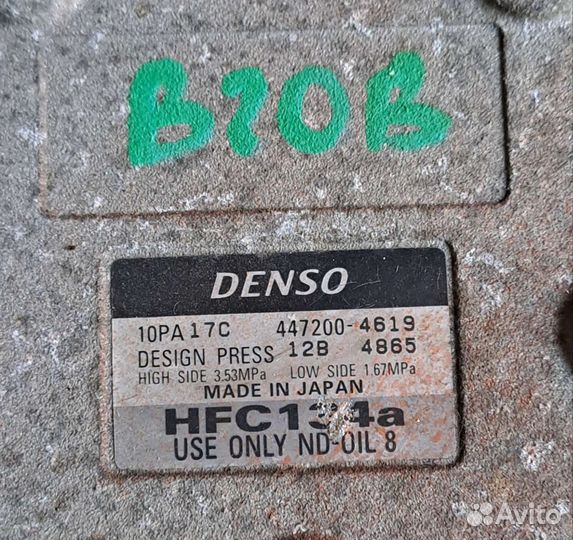 B20B
DENSO
10PA17C 447200-4619
DESIGN PRESS 12B 4865
HIGH SIDE 3.53MPa LOW SIDE 1.67MPa
MADE IN JAPAN
HFC134a
USE ONLY ND-OIL 8
Avito